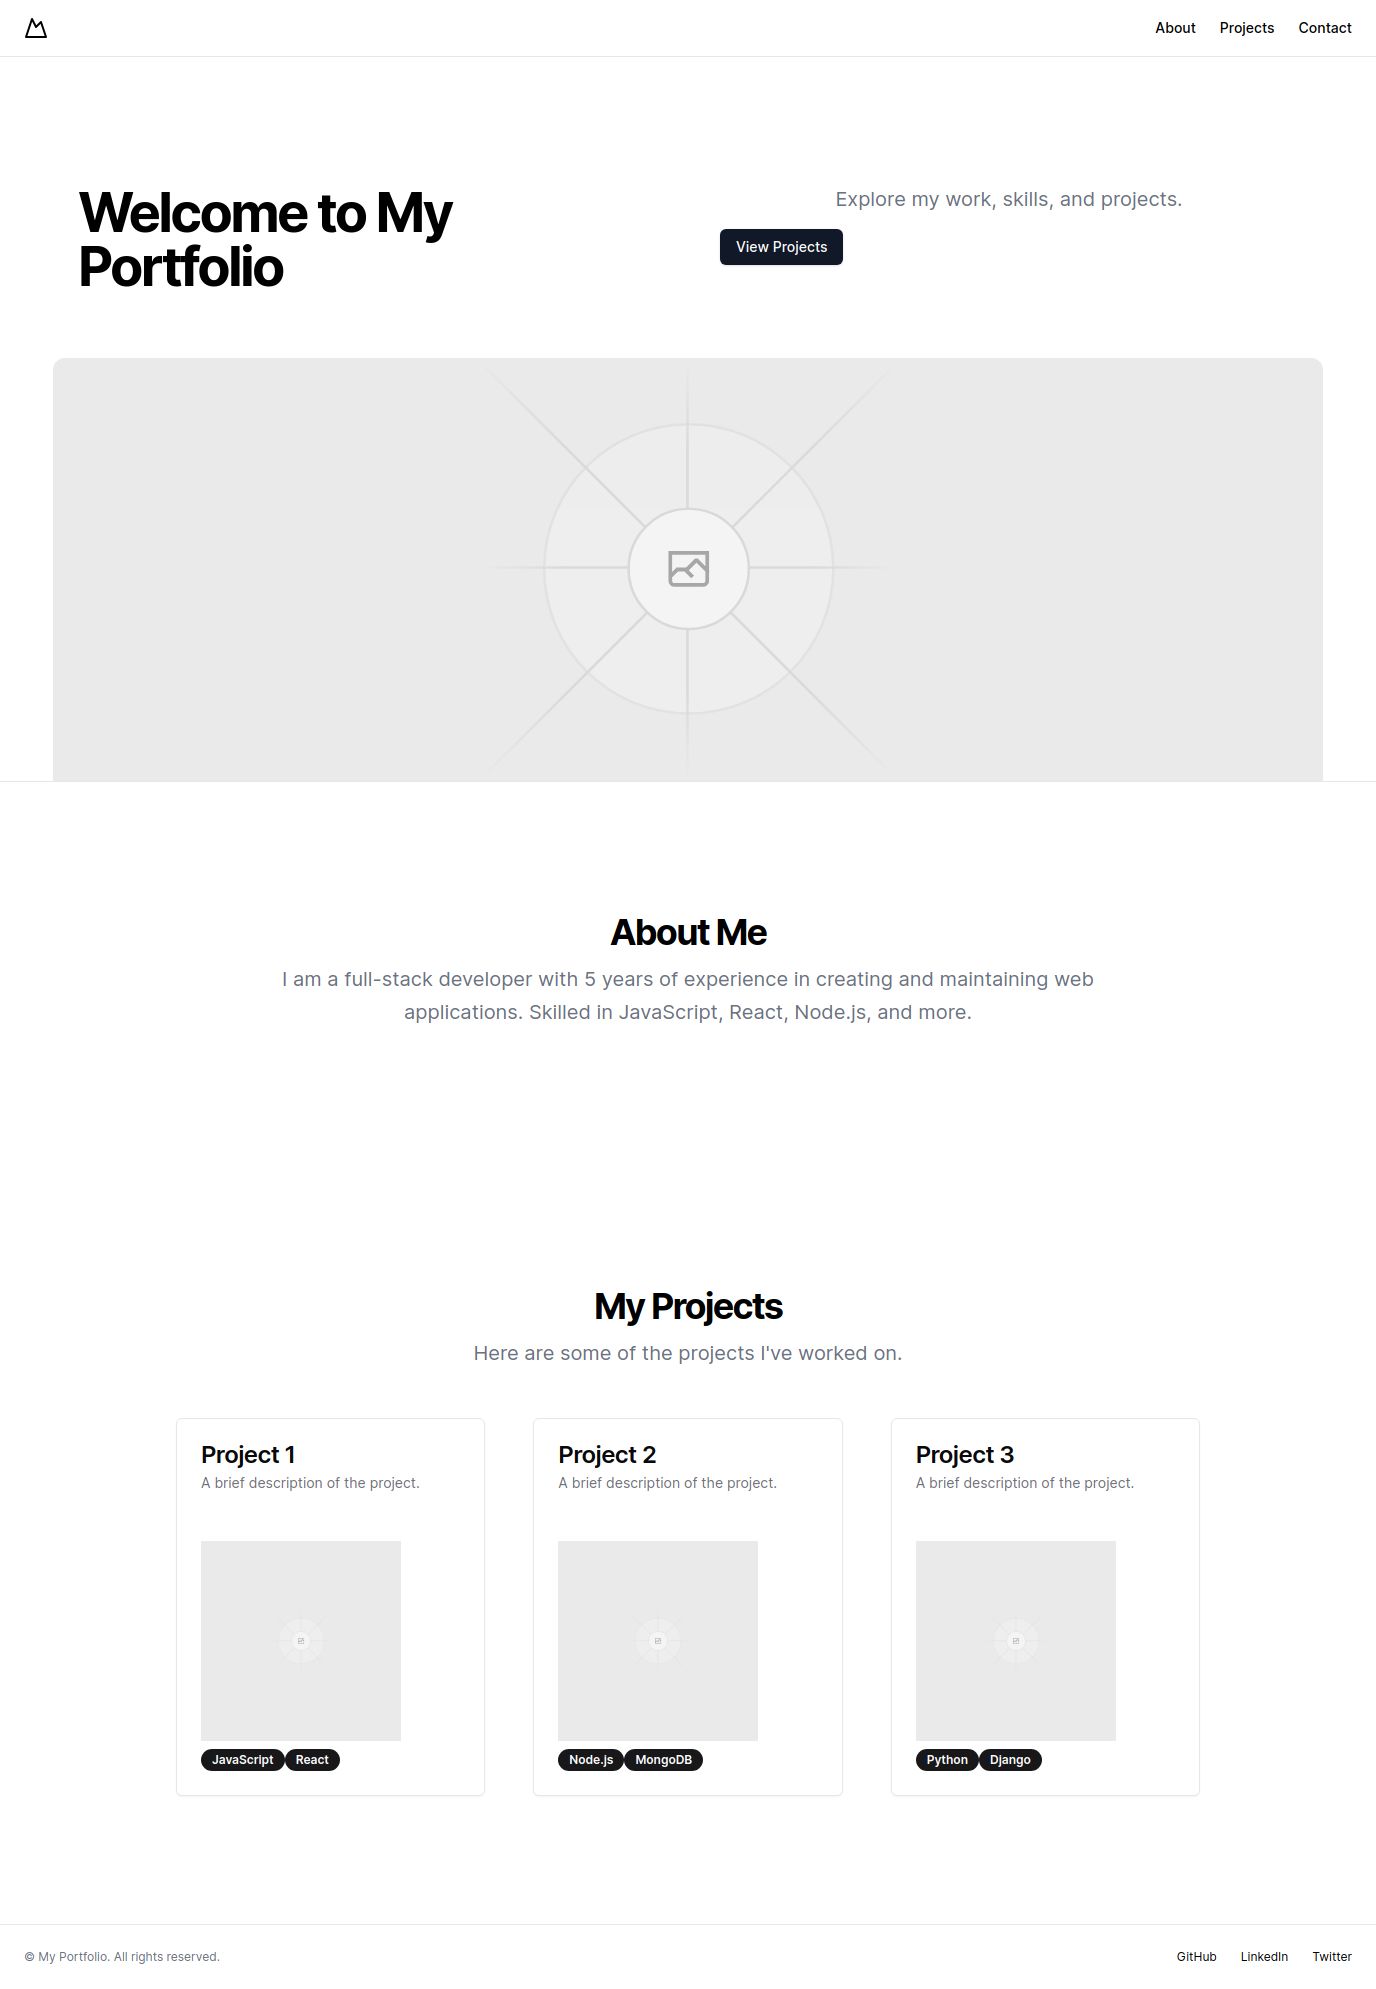 About
Projects
Contact
Welcome to My
Portfolio
Explore my work, skills, and projects.
View Projects
About Me
I am a full-stack developer with 5 years of experience in creating and maintaining web
applications. Skilled in JavaScript, React, Node.js, and more.
My Projects
Here are some of the projects I've worked on.
Project 1
A brief description of the project.
JavaScript
React
Project 2
A brief description of the project.
Node.js
MongoDB
Project 3
A brief description of the project.
Python
Django
© My Portfolio. All rights reserved.
GitHub
LinkedIn
Twitter